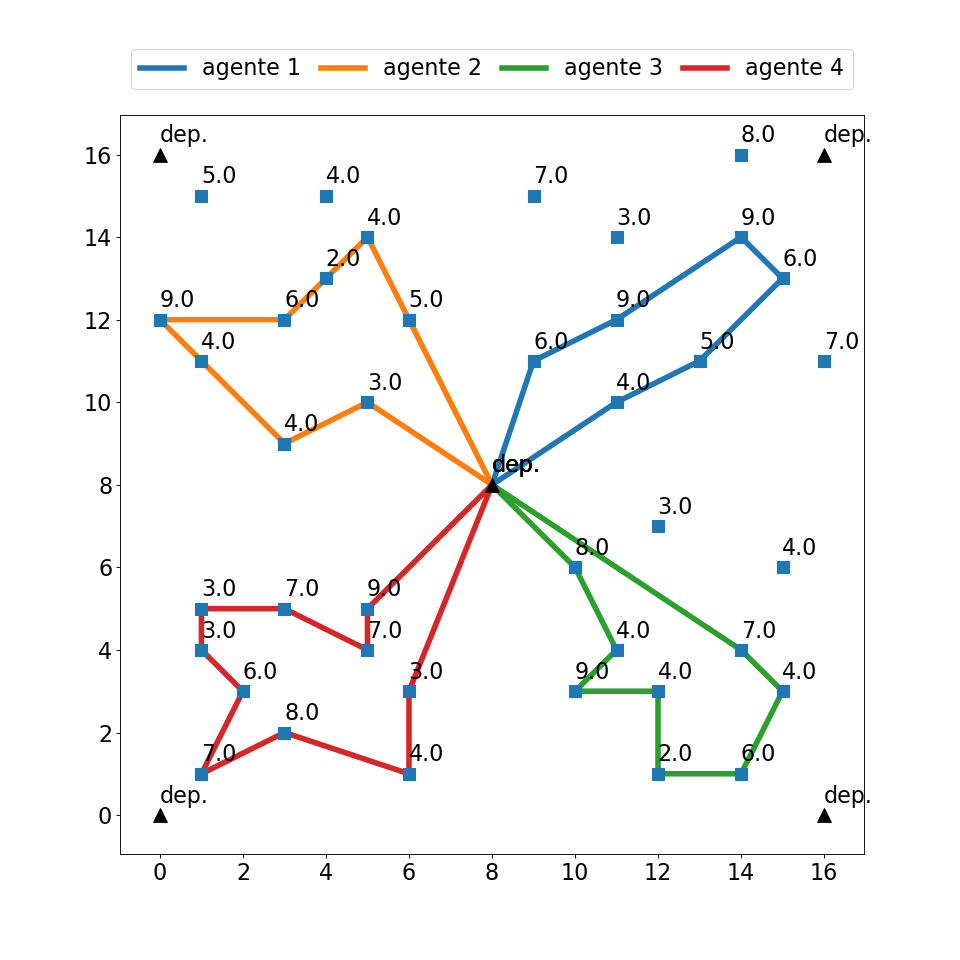 agente 1 agente 2 agente 3 agente 4
dep. 8.0 dep.
16
5.0 4.0 7.0
4.0 3.0 9.0
14
2.0 6.0
9.0 6.0 5.0 9.0
12
4.0 6.0 5.0 7.0
3.0 4.0
10
4.0
dep. dep.
8
3.0
8.0 4.0
6
3.0 7.0 9.0
3.0 7.0 4.0 7.0
4
6.0 3.0 9.0 4.0 4.0
8.0
2
7.0 4.0 2.0 6.0
dep. dep.
0
0 2 4 6 8 10 12 14 16